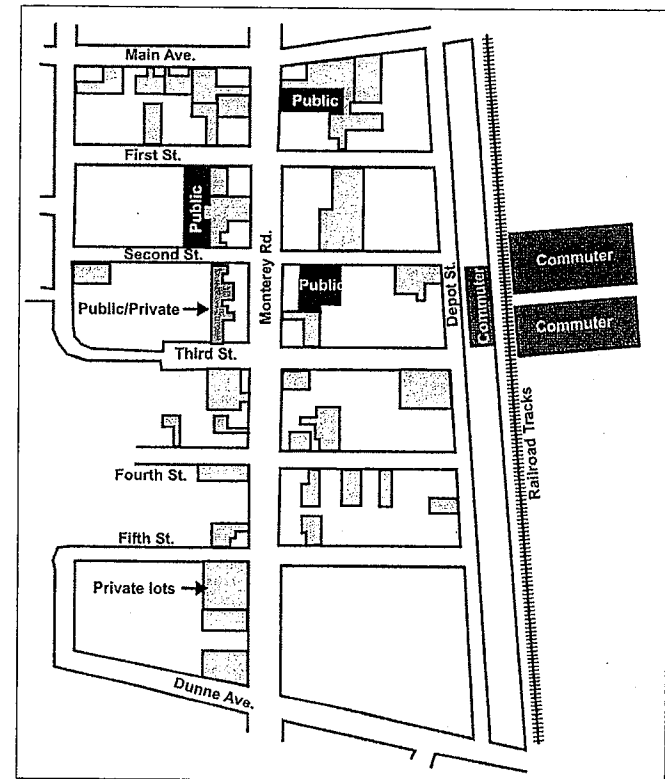 Main Ave.
Public
First St.
Public
Second St.
Monterey Rd.
Public
Depot St.
Commuter
Commuter
Commuter
Public/Private
Third St.
Railroad Tracks
Fourth St.
Fifth St.
Private lots
Dunne Ave.